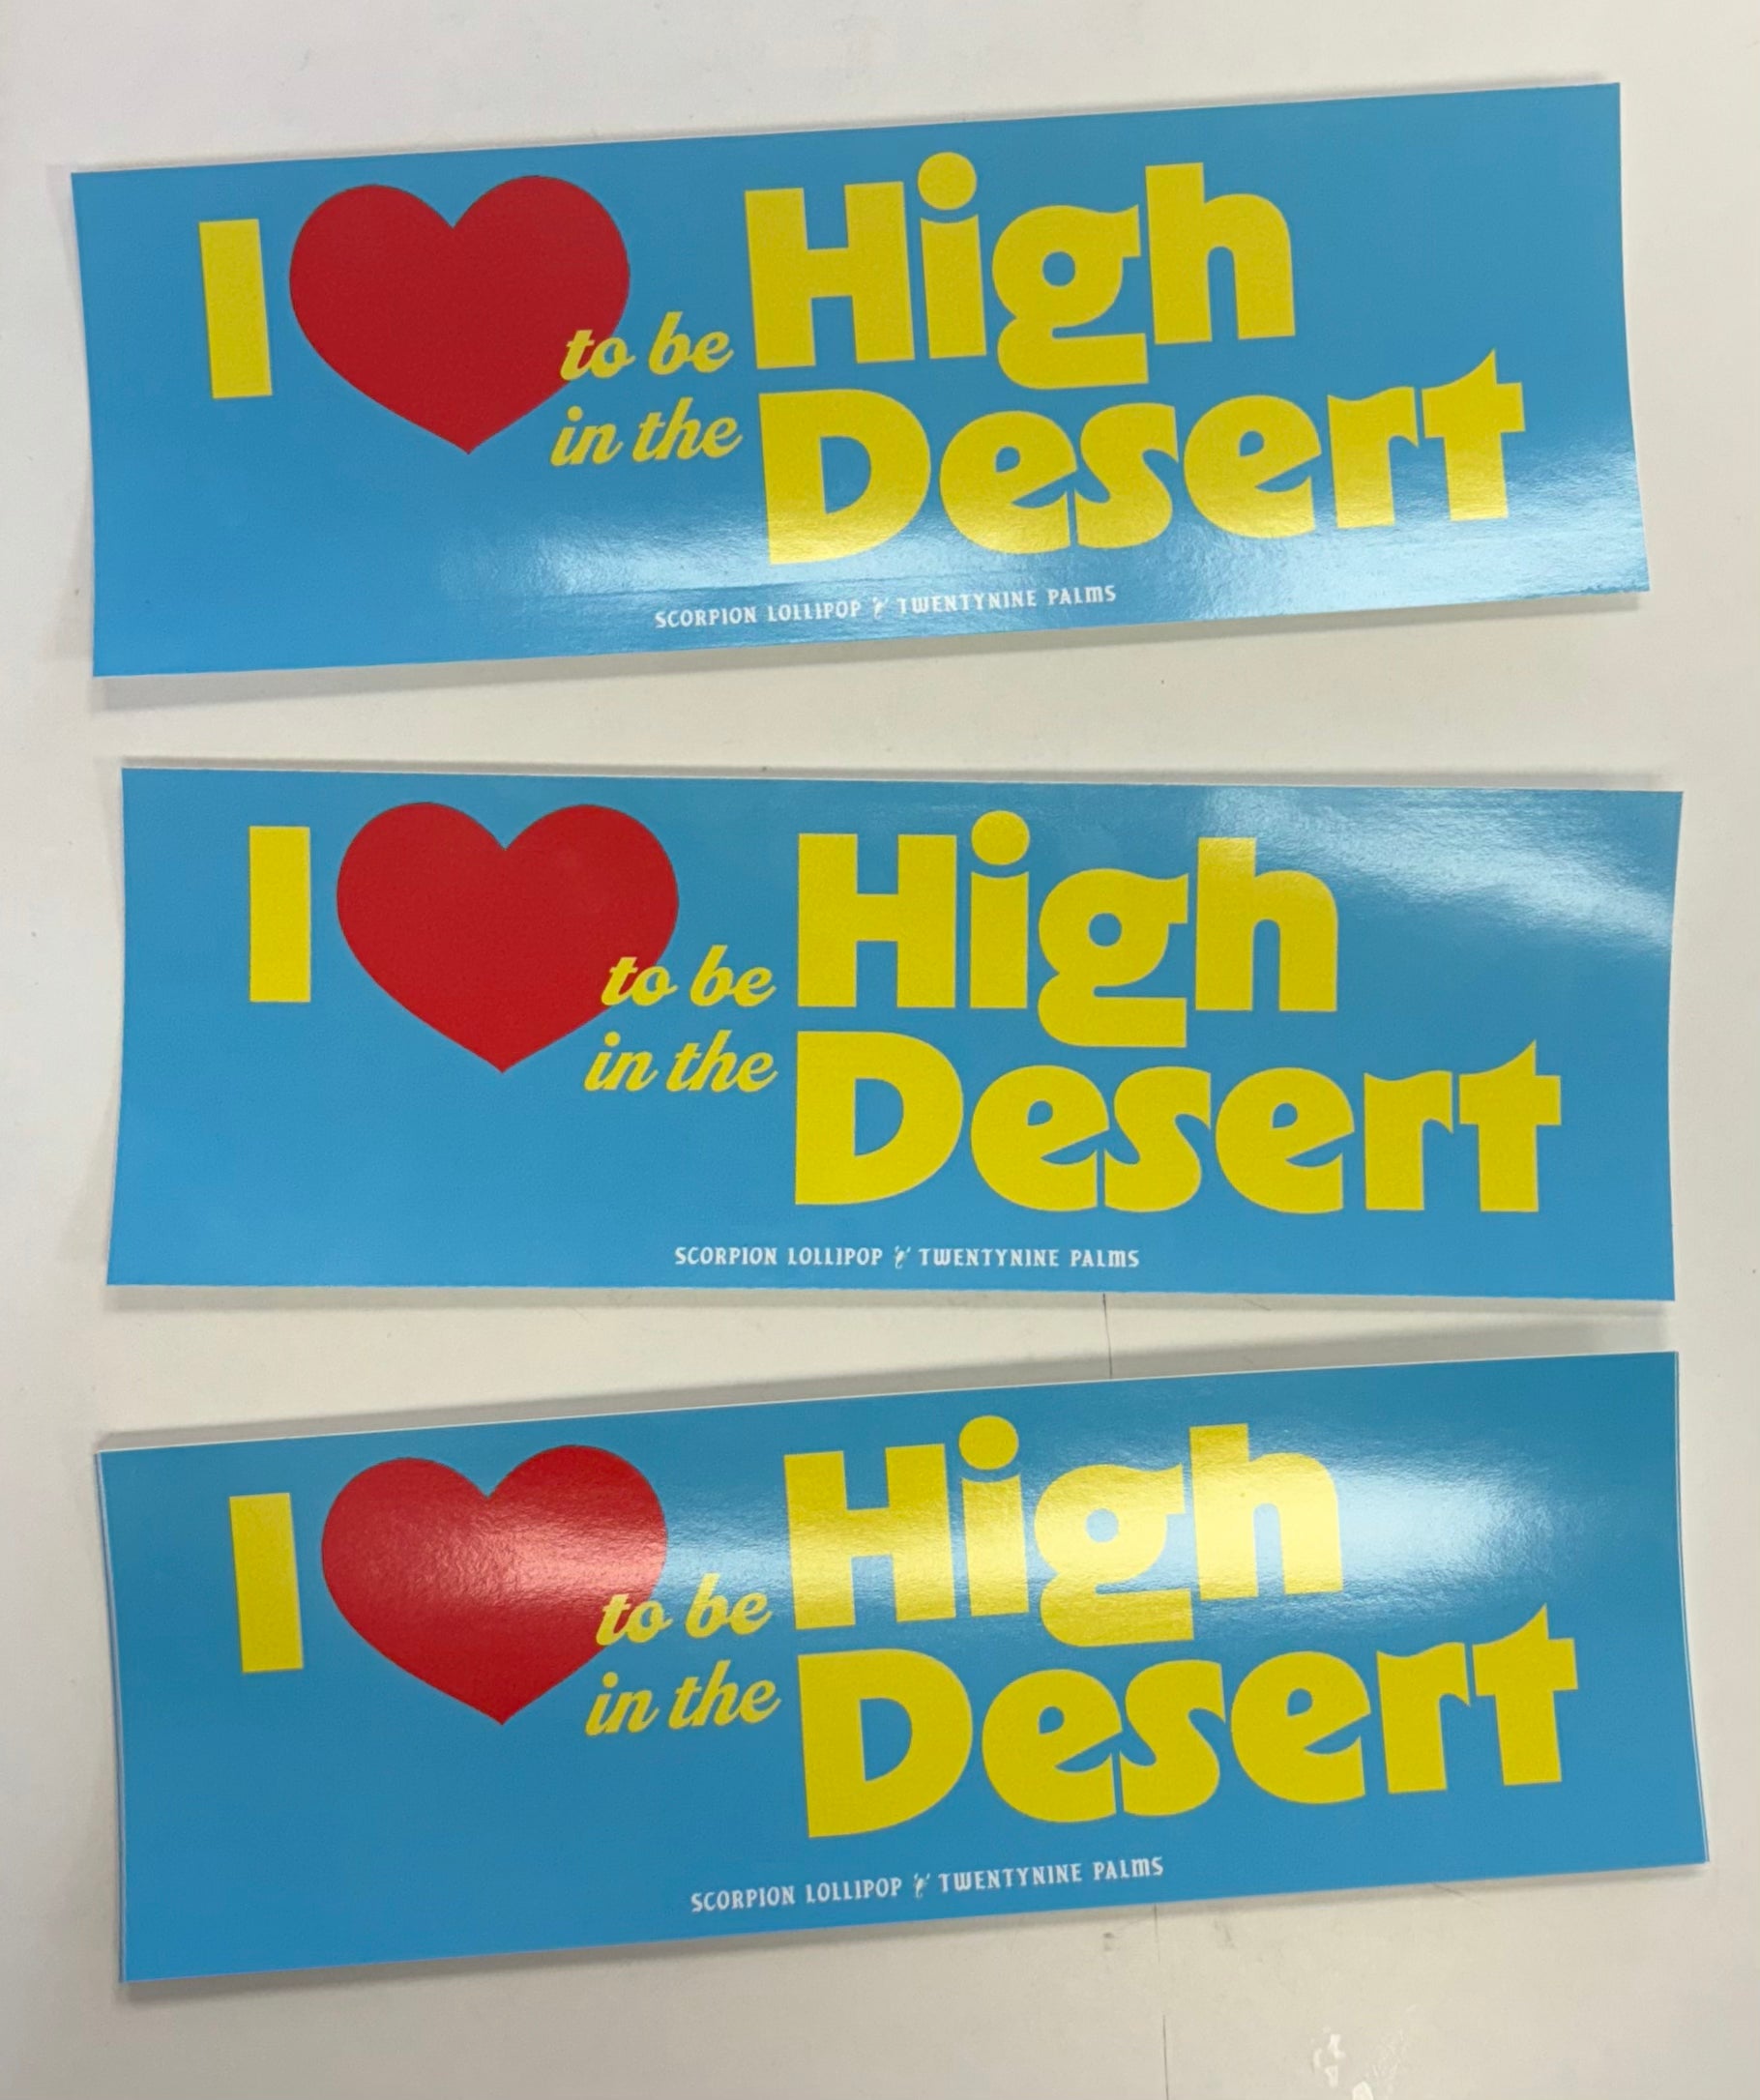 I ❤ to be High
in the Desert
SCORPION LOLLIPOP TWENTYNINE PALMS
I ❤ to be High
in the Desert
SCORPION LOLLIPOP TWENTYNINE PALMS
I ❤ to be High
in the Desert
SCORPION LOLLIPOP TWENTYNINE PALMS